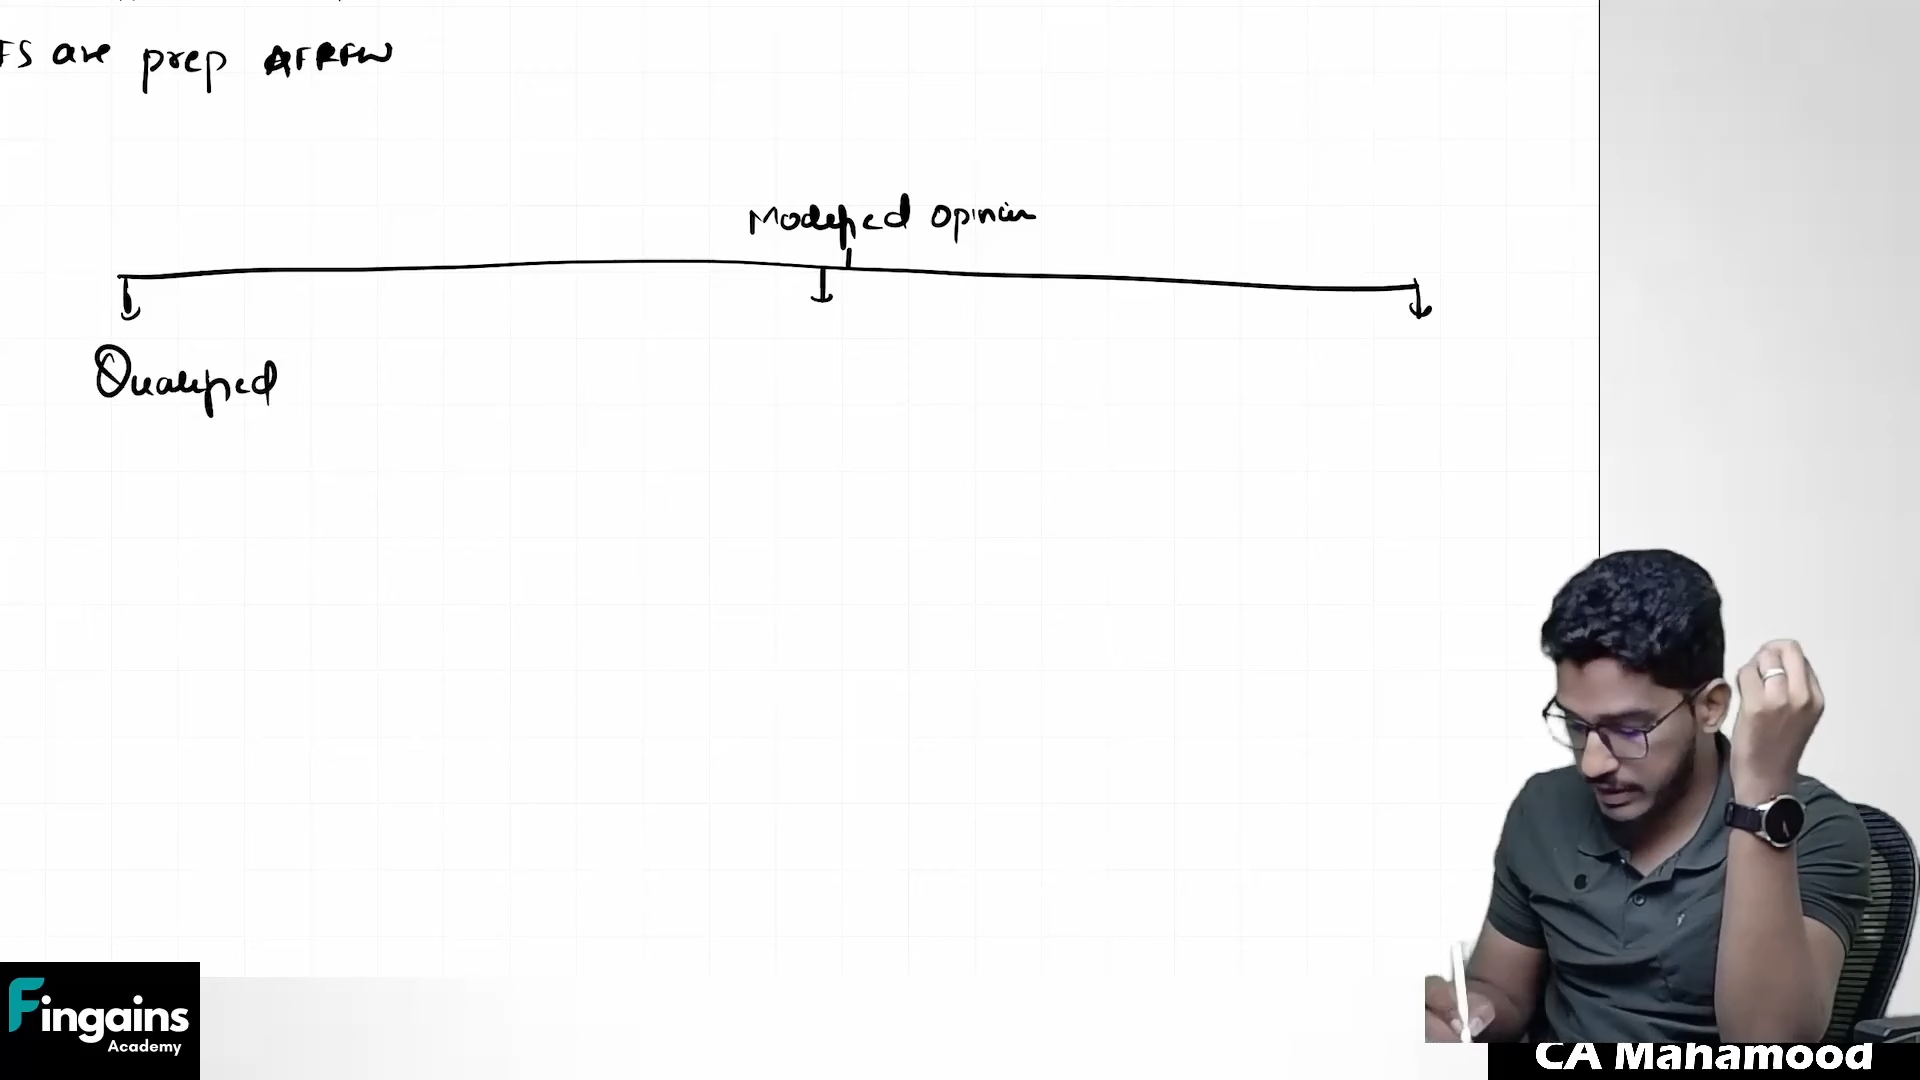 FS are prep AFRFW
Modified opinion
Qualified
Fingains
Academy
CA Mahamood